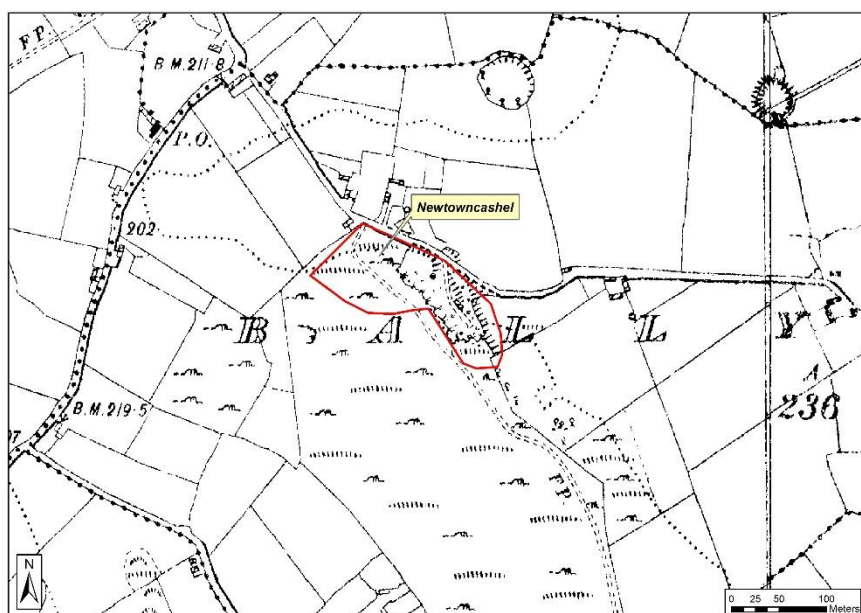 F.P.
B.M.211·8
P.O.
Newtowncashel
202
B A L L Y
A
236
B.M.219·5
F.P.
N
0 25 50 100
Meters